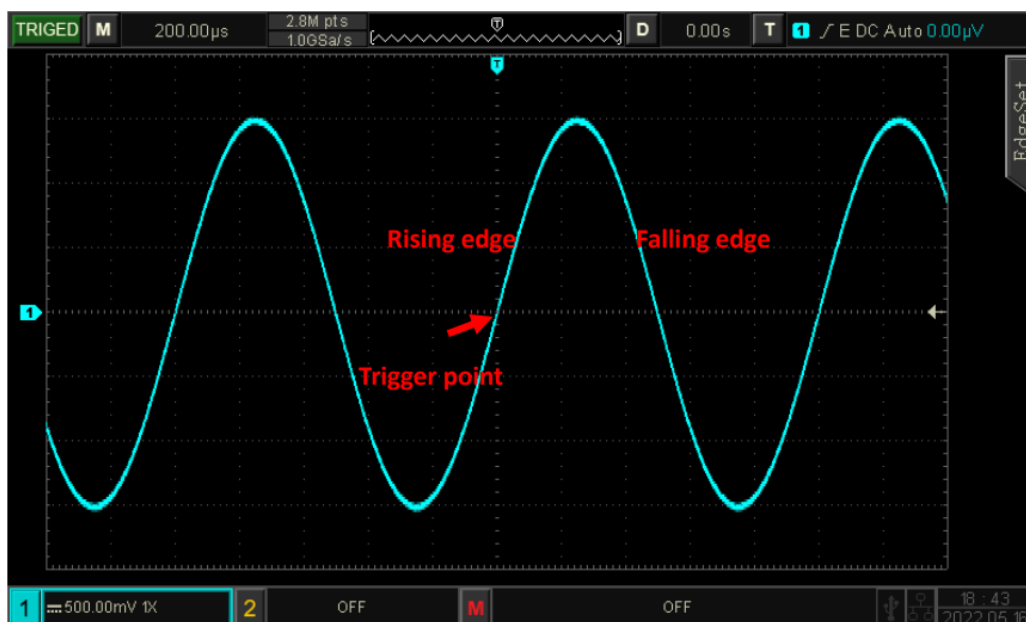 TRIGED M 200.00µs 2.8M pts D 0.00s T 1 E DC Auto 0.00µV
1.0GSa/s
T
T
EdgeSet
Rising edge Falling edge
1
Trigger point
1 500.00mV 1X 2 OFF M OFF 18:43
2022.05.18